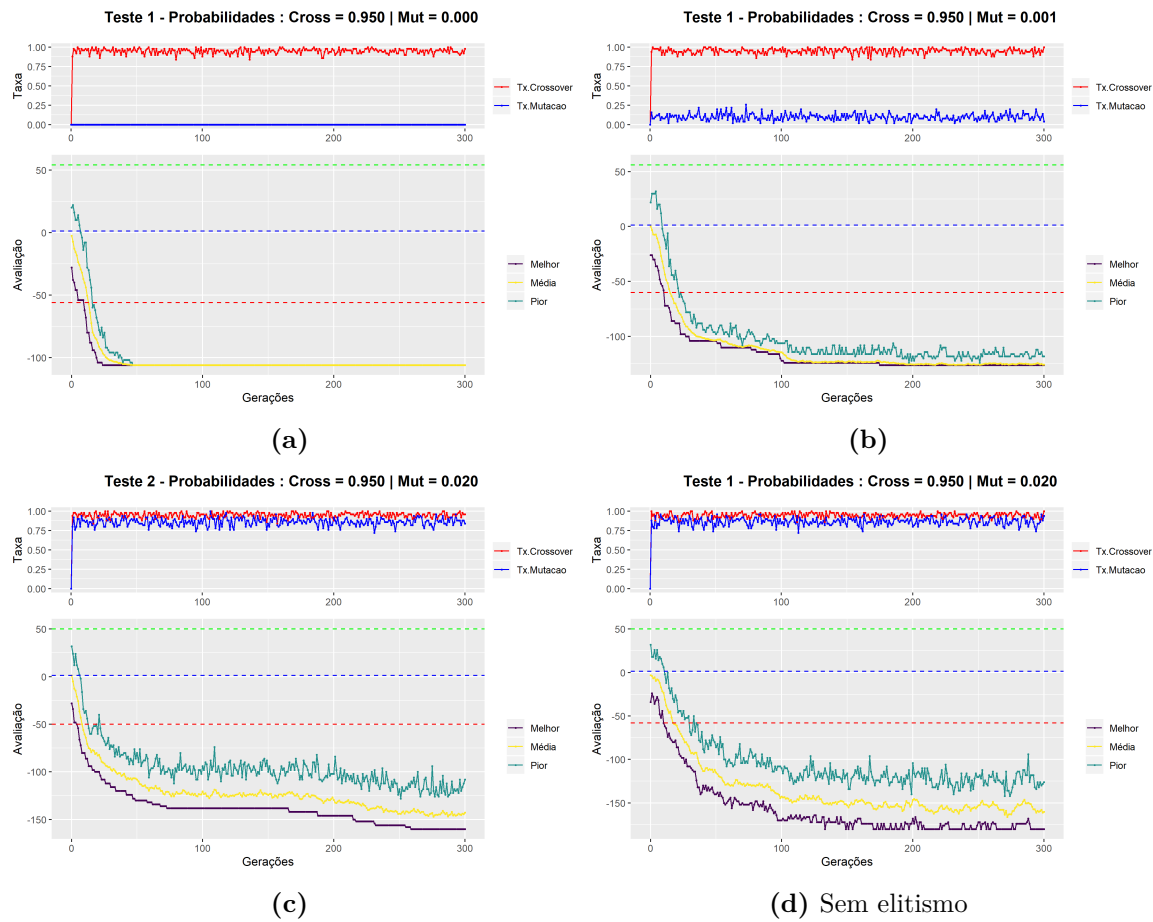 Teste 1 - Probabilidades : Cross = 0.950 | Mut = 0.000
Taxa
1.00
0.75
0.50
0.25
0.00
0
100
200
300
Tx.Crossover
Tx.Mutacao
Avaliação
50
0
-50
-100
0
100
200
300
Gerações
Melhor
Média
Pior
(a)
Teste 1 - Probabilidades : Cross = 0.950 | Mut = 0.001
Taxa
1.00
0.75
0.50
0.25
0.00
0
100
200
300
Tx.Crossover
Tx.Mutacao
Avaliação
50
0
-50
-100
0
100
200
300
Gerações
Melhor
Média
Pior
(b)
Teste 2 - Probabilidades : Cross = 0.950 | Mut = 0.020
Taxa
1.00
0.75
0.50
0.25
0.00
0
100
200
300
Tx.Crossover
Tx.Mutacao
Avaliação
50
0
-50
-100
-150
0
100
200
300
Gerações
Melhor
Média
Pior
(c)
Teste 1 - Probabilidades : Cross = 0.950 | Mut = 0.020
Taxa
1.00
0.75
0.50
0.25
0.00
0
100
200
300
Tx.Crossover
Tx.Mutacao
Avaliação
50
0
-50
-100
-150
0
100
200
300
Gerações
Melhor
Média
Pior
(d) Sem elitismo